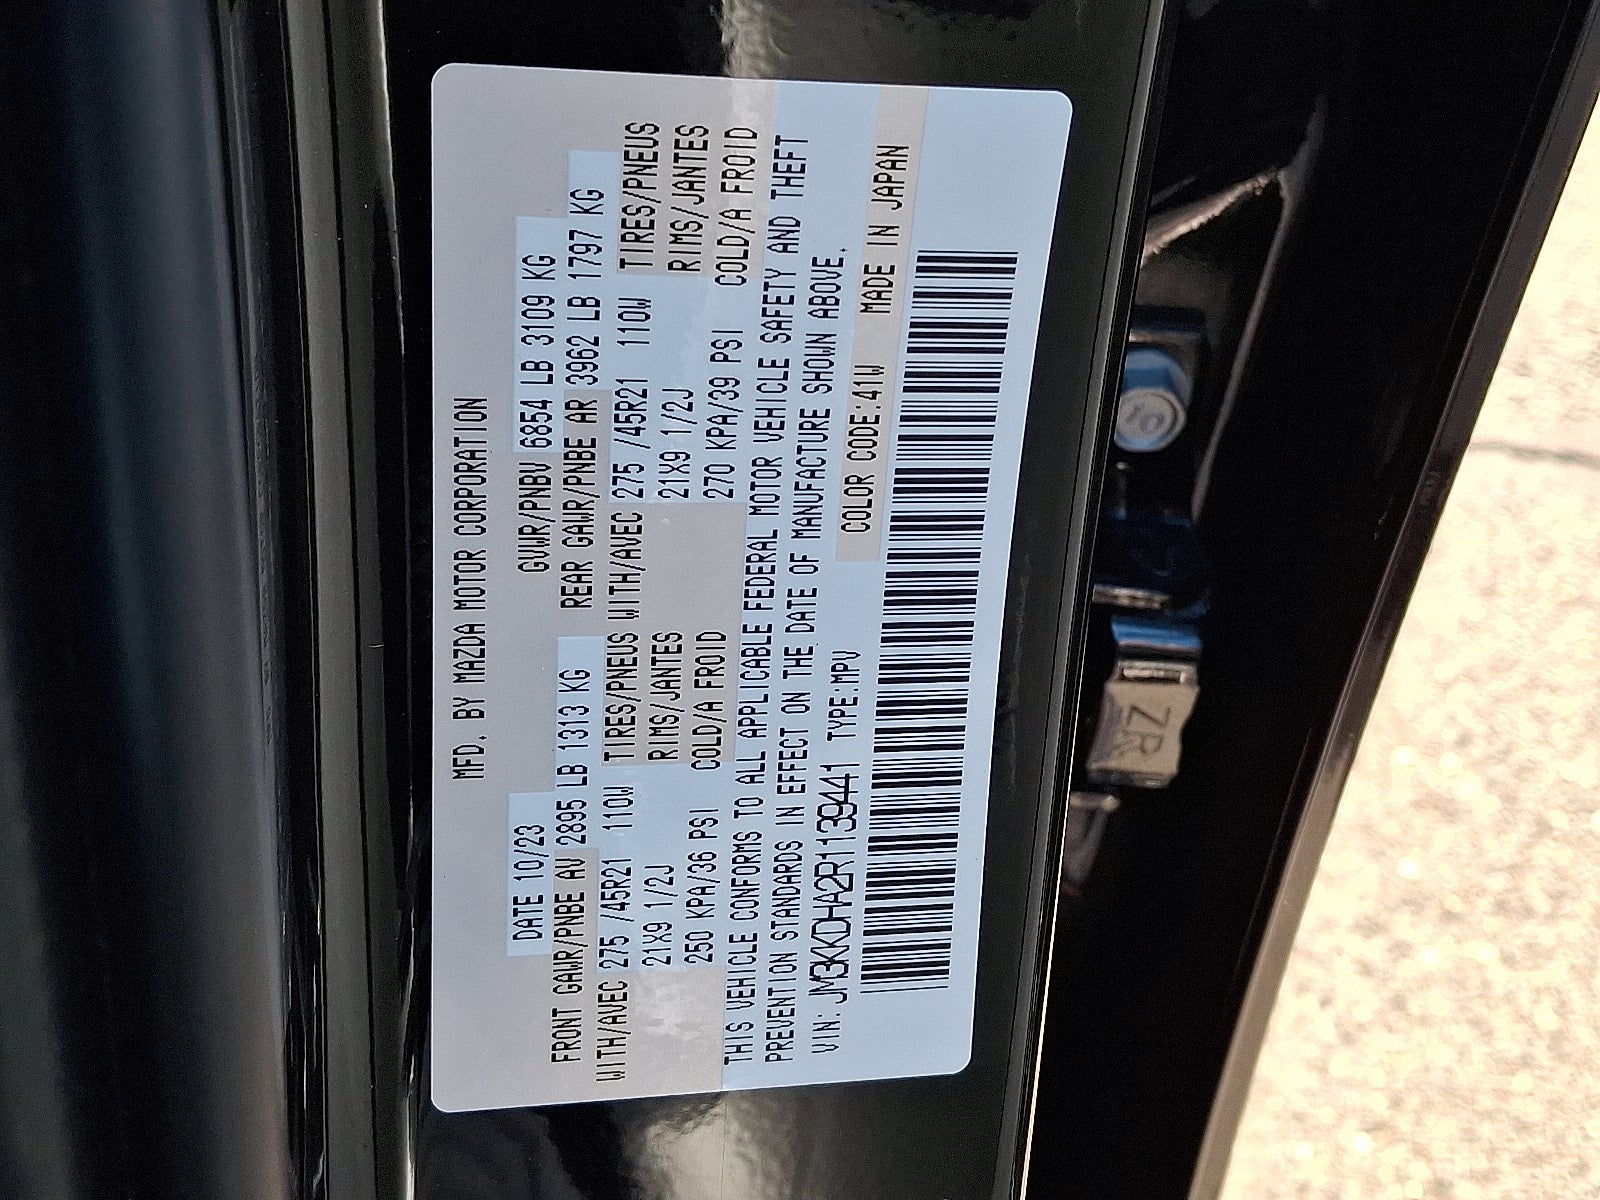 MFD. BY MAZDA MOTOR CORPORATION
DATE 10/23 GVWR/PNBV 6854 LB 3109 KG
FRONT GAWR/PNBE AV 2895 LB 1313 KG REAR GAWR/PNBE AR 3962 LB 1797 KG
WITH/AVEC 275 /45R21 110W TIRES/PNEUS WITH/AVEC 275 /45R21 110W TIRES/PNEUS
21X9 1/2J RIMS/JANTES 21X9 1/2J RIMS/JANTES
250 KPA/36 PSI COLD/A FROID 270 KPA/39 PSI COLD/A FROID
THIS VEHICLE CONFORMS TO ALL APPLICABLE FEDERAL MOTOR VEHICLE SAFETY AND THEFT
PREVENTION STANDARDS IN EFFECT ON THE DATE OF MANUFACTURE SHOWN ABOVE.
VIN: JM3KKDHA2R1139441 TYPE:MPV COLOR CODE:41W MADE IN JAPAN
ZR